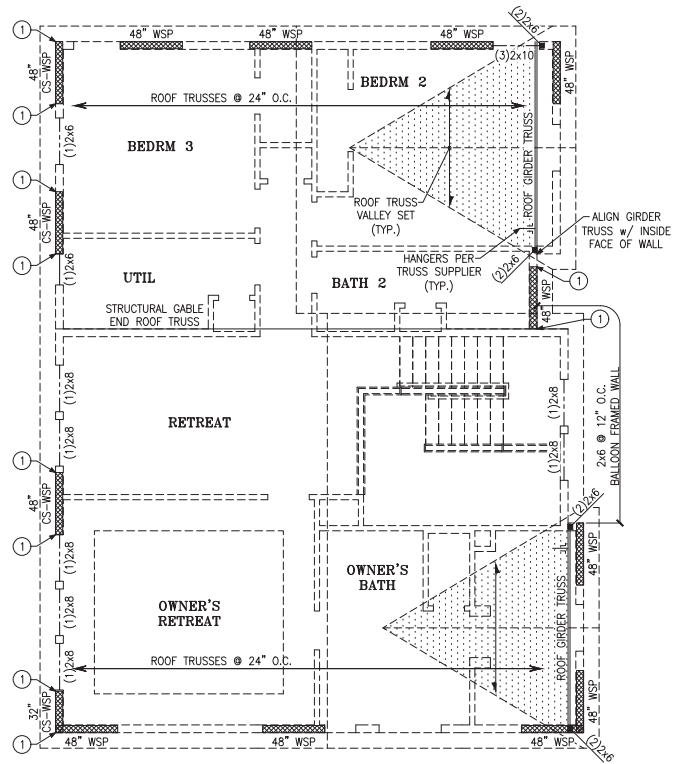 (2)2x6
1
48" WSP
48" WSP
48" WSP
48"
CS-WSP
(3)2x10
48" WSP
BEDRM 2
ROOF TRUSSES @ 24" O.C.
1
(1)2x6
BEDRM 3
ROOF GIRDER TRUSS
1
48"
CS-WSP
ROOF TRUSS
VALLEY SET
(TYP.)
ALIGN GIRDER
TRUSS w/ INSIDE
FACE OF WALL
HANGERS PER
TRUSS SUPPLIER
(TYP.)
(2)2x6
1
1
(1)2x6
UTIL
BATH 2
48" WSP
STRUCTURAL GABLE
END ROOF TRUSS
1
(1)2x8
(1)2x8
(1)2x8
(1)2x8
RETREAT
2x6 @ 12" O.C.
BALLOON FRAMED WALL
1
48"
CS-WSP
(2)2x6
1
(1)2x8
(1)2x8
(1)2x8
OWNER'S
BATH
48" WSP
OWNER'S
RETREAT
ROOF GIRDER TRUSS
ROOF TRUSSES @ 24" O.C.
1
32"
CS-WSP
48" WSP
1
48" WSP
48" WSP
48" WSP
(2)2x6